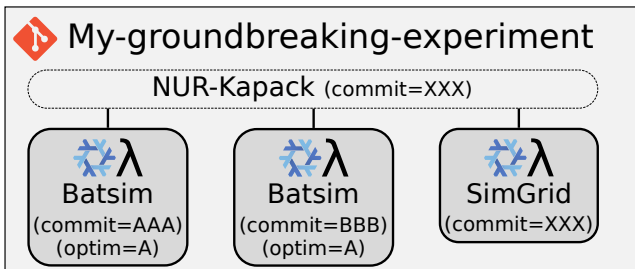 My-groundbreaking-experiment
NUR-Kapack (commit=XXX)
λ
Batsim
(commit=AAA)
(optim=A)
λ
Batsim
(commit=BBB)
(optim=A)
λ
SimGrid
(commit=XXX)